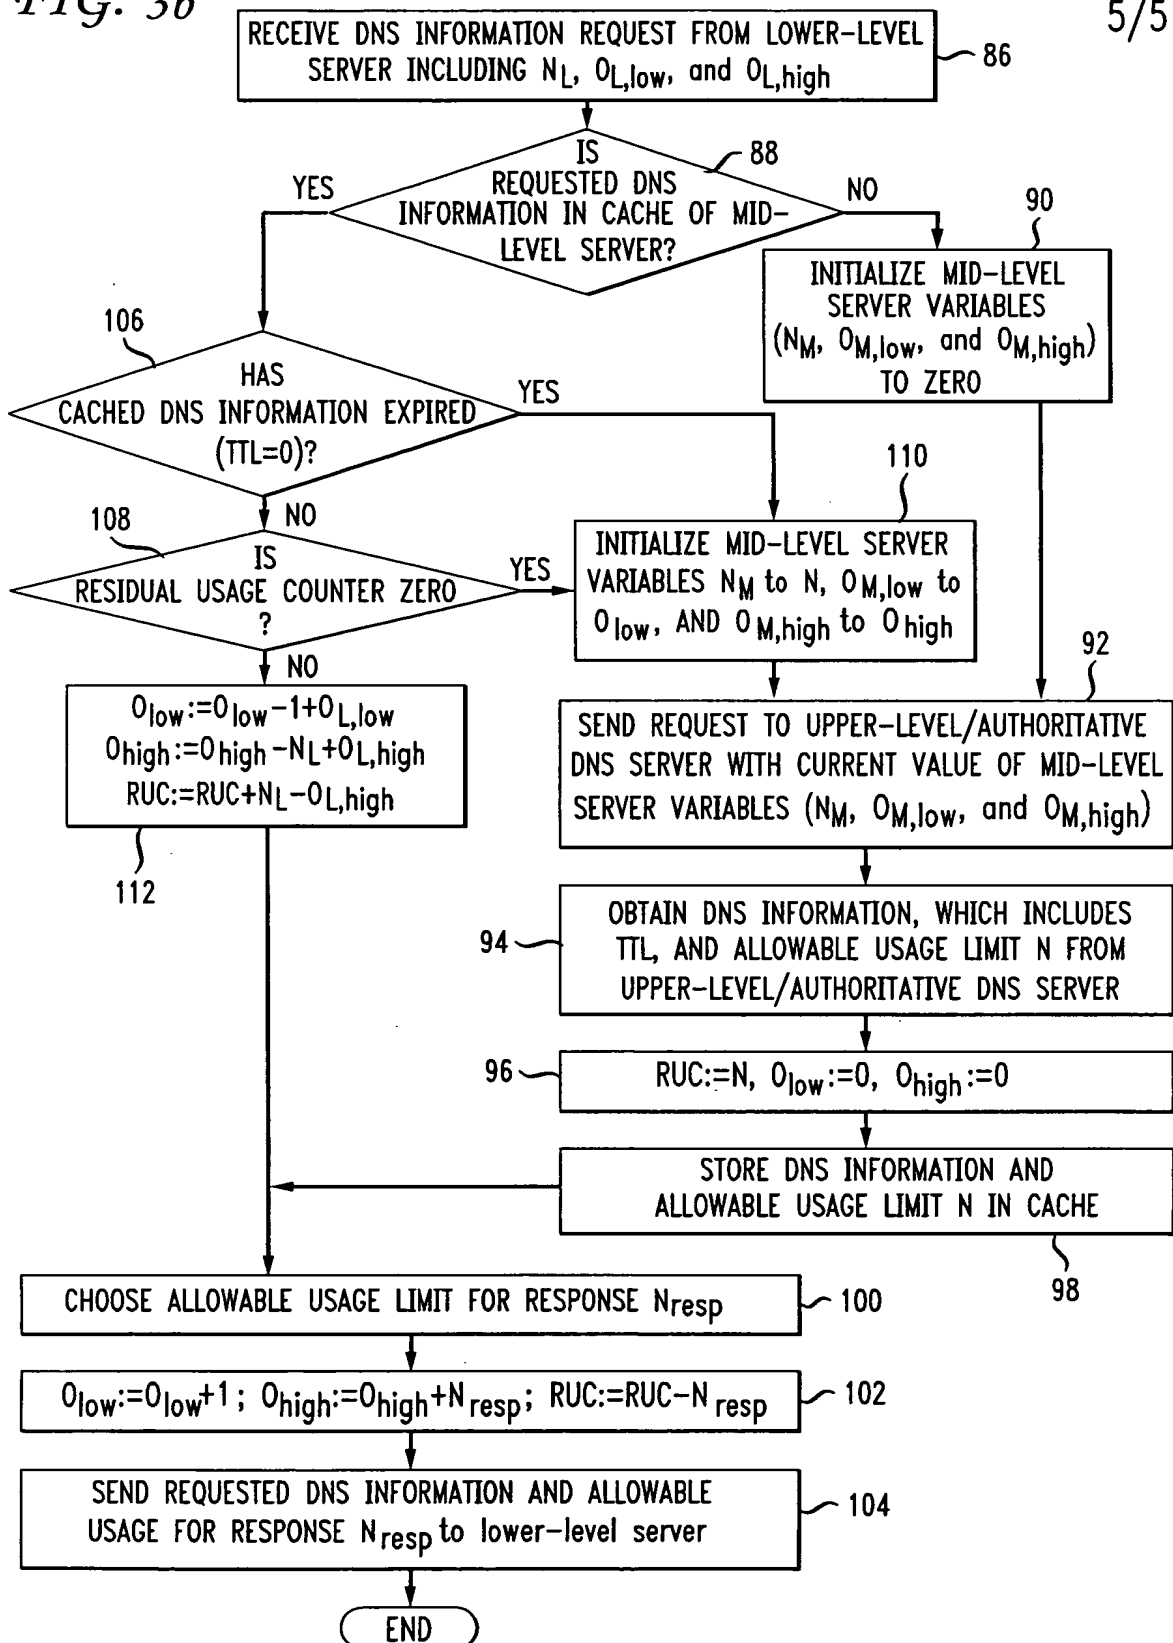 FIG. 3b
5/5
RECEIVE DNS INFORMATION REQUEST FROM LOWER-LEVEL
SERVER INCLUDING NL, OL,low, and OL,high
86
IS
REQUESTED DNS
INFORMATION IN CACHE OF MID-
LEVEL SERVER?
88
YES
NO
90
INITIALIZE MID-LEVEL
SERVER VARIABLES
(NM, OM,low, and OM,high)
TO ZERO
106
HAS
CACHED DNS INFORMATION EXPIRED
(TTL=0)?
YES
NO
108
IS
RESIDUAL USAGE COUNTER ZERO
?
YES
NO
110
INITIALIZE MID-LEVEL SERVER
VARIABLES NM to N, OM,low to
Olow, AND OM,high to Ohigh
92
SEND REQUEST TO UPPER-LEVEL/AUTHORITATIVE
DNS SERVER WITH CURRENT VALUE OF MID-LEVEL
SERVER VARIABLES (NM, OM,low, and OM,high)
Olow:=Olow-1+OL,low
Ohigh:=Ohigh-NL+OL,high
RUC:=RUC+NL-OL,high
112
94
OBTAIN DNS INFORMATION, WHICH INCLUDES
TTL, AND ALLOWABLE USAGE LIMIT N FROM
UPPER-LEVEL/AUTHORITATIVE DNS SERVER
96
RUC:=N, Olow:=0, Ohigh:=0
STORE DNS INFORMATION AND
ALLOWABLE USAGE LIMIT N IN CACHE
98
CHOOSE ALLOWABLE USAGE LIMIT FOR RESPONSE Nresp
100
Olow:=Olow+1; Ohigh:=Ohigh+Nresp; RUC:=RUC-Nresp
102
SEND REQUESTED DNS INFORMATION AND ALLOWABLE
USAGE FOR RESPONSE Nresp to lower-level server
104
END